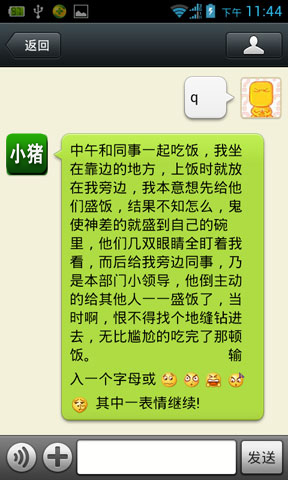 下午 11:44
返回
q
小猪
中午和同事一起吃饭，我坐
在靠边的地方，上饭时就放
在我旁边，我本意想先给他
们盛饭，结果不知怎么，鬼
使神差的就盛到自己的碗
里，他们几双眼睛全盯着我
看，而后给我旁边同事，乃
是本部门小领导，他倒主动
的给其他人一一盛饭了，当
时啊，恨不得找个地缝钻进
去，无比尴尬的吃完了那顿
饭。 输
入一个字母或
其中一表情继续!
发送